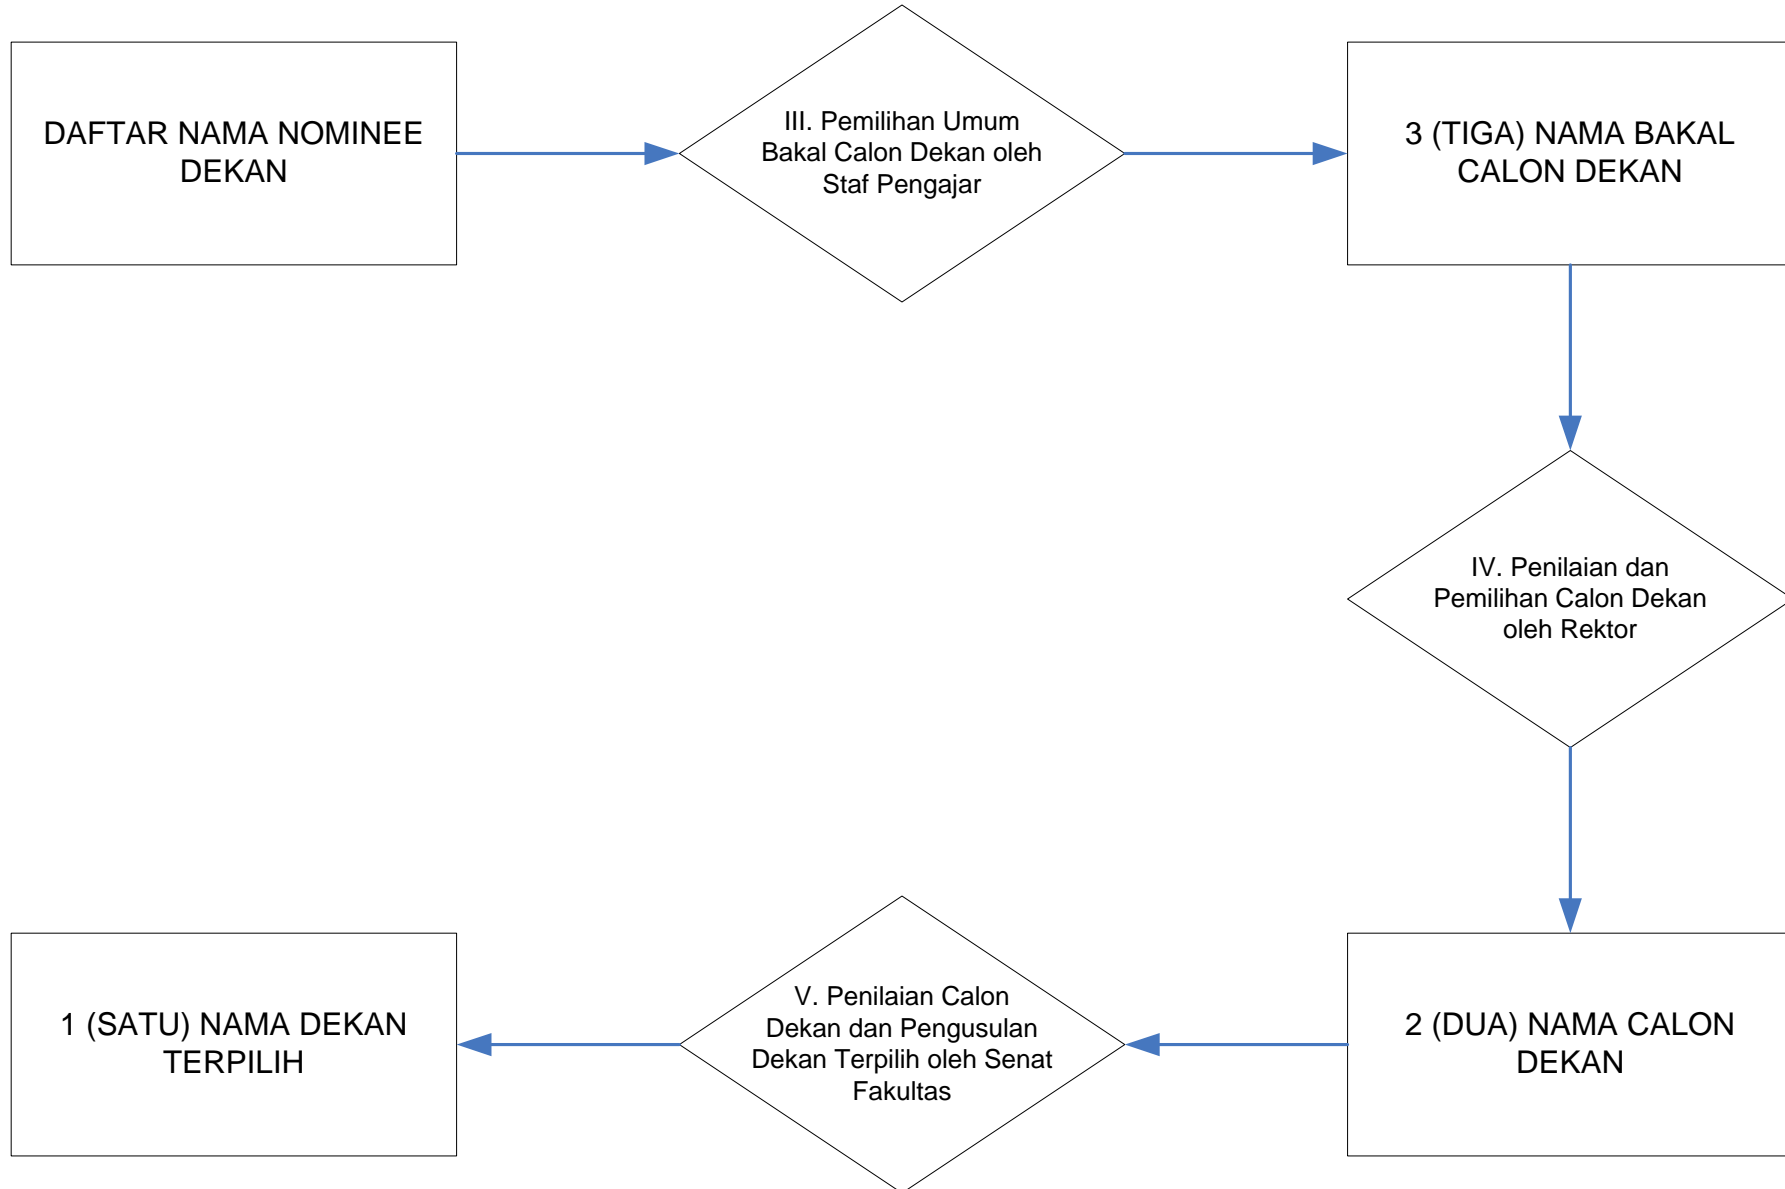 DAFTAR NAMA NOMINEE
DEKAN
III. Pemilihan Umum
Bakal Calon Dekan oleh
Staf Pengajar
3 (TIGA) NAMA BAKAL
CALON DEKAN
IV. Penilaian dan
Pemilihan Calon Dekan
oleh Rektor
2 (DUA) NAMA CALON
DEKAN
V. Penilaian Calon
Dekan dan Pengusulan
Dekan Terpilih oleh Senat
Fakultas
1 (SATU) NAMA DEKAN
TERPILIH